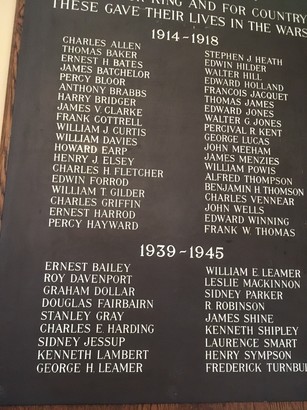 KING AND FOR COUNTRY
THESE GAVE THEIR LIVES IN THE WARS
1914-1918
CHARLES ALLEN
THOMAS BAKER
ERNEST H BATES
JAMES BATCHELOR
PERCY BLOOR
ANTHONY BRABBS
HARRY BRIDGER
JAMES V. CLARKE
FRANK COTTRELL
WILLIAM J. CURTIS
WILLIAM DAVIES
HOWARD EARP
HENRY J. ELSEY
CHARLES H FLETCHER
EDWIN FORROD
WILLIAM T GILDER
CHARLES GRIFFIN
ERNEST HARROD
PERCY HAYWARD
STEPHEN J. HEATH
EDWIN HILDER
WALTER HILL
EDWARD HOLLAND
FRANCOIS JACQUET
THOMAS JAMES
EDWARD JONES
WALTER G JONES
PERCIVAL R KENT
GEORGE LUCAS
JOHN MEEHAM
JAMES MENZIES
WILLIAM POWIS
ALFRED THOMPSON
BENJAMIN H THOMSON
CHARLES VENNEAR
JOHN WELLS
EDWARD WINNING
FRANK W THOMAS
1939-1945
ERNEST BAILEY
ROY DAVENPORT
GRAHAM DOLLAR
DOUGLAS FAIRBAIRN
STANLEY GRAY
CHARLES E HARDING
SIDNEY JESSUP
KENNETH LAMBERT
GEORGE H. LEAMER
WILLIAM E LEAMER
LESLIE MACKINNON
SIDNEY PARKER
R ROBINSON
JAMES SHINE
KENNETH SHIPLEY
LAURENCE SMART
HENRY SYMPSON
FREDERICK TURNBU